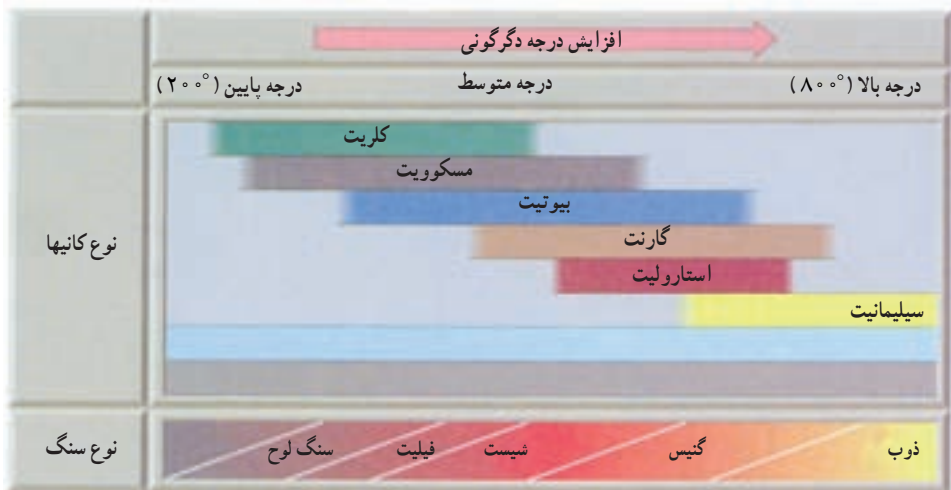 افزایش درجه دگرگونی
درجه بالا (۸۰۰°) درجه متوسط درجه پایین (۲۰۰°)
نوع کانیها
کلریت
مسکوویت
بیوتیت
گارنت
استارولیت
سیلیمانیت
نوع سنگ
ذوب گنیس شیست فیلیت سنگ لوح